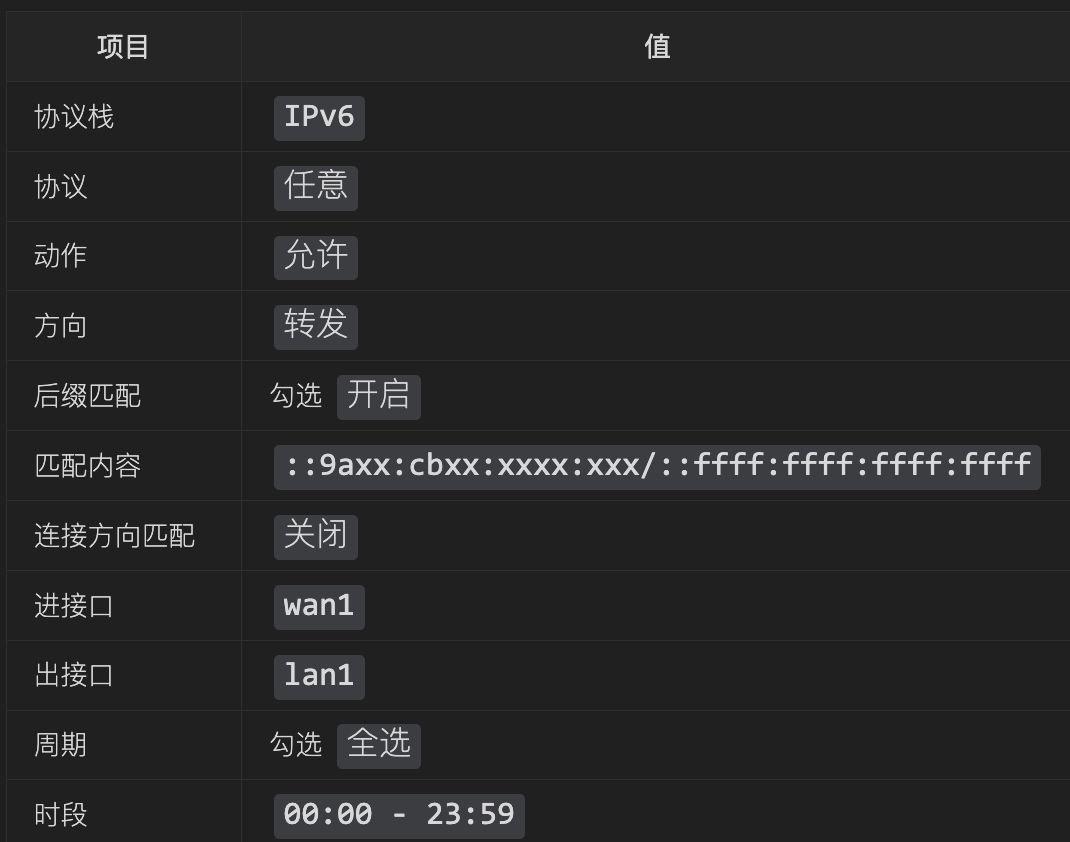 项目 值
协议栈 IPv6
协议 任意
动作 允许
方向 转发
后缀匹配 勾选 开启
匹配内容 ::9axx:cbxx:xxxx:xxx/::ffff:ffff:ffff:ffff
连接方向匹配 关闭
进接口 wan1
出接口 lan1
周期 勾选 全选
时段 00:00 - 23:59